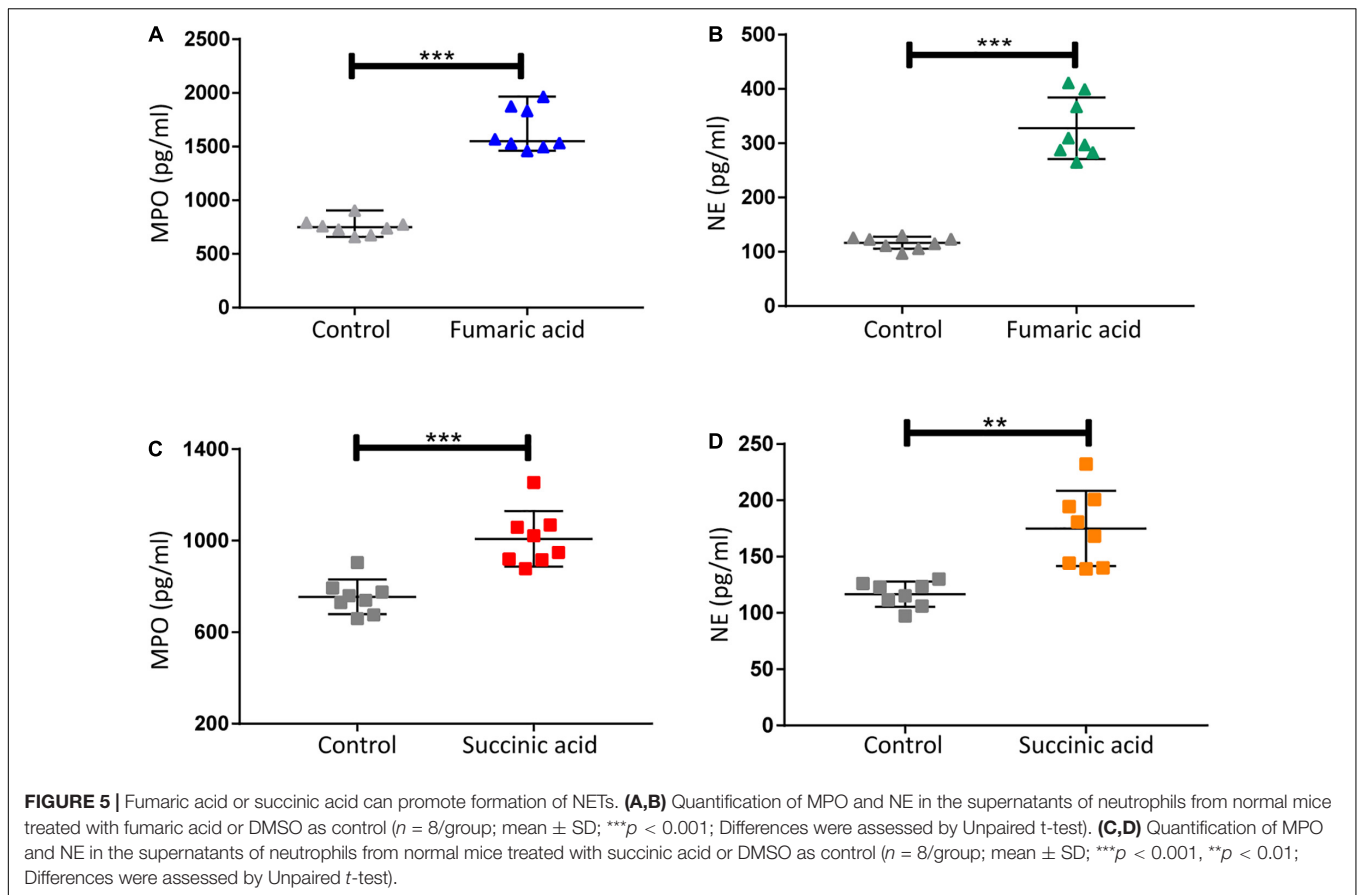 A
2500
2000
1500
1000
500
0
MPO (pg/ml)
***
Control Fumaric acid
B
500
400
300
200
100
0
NE (pg/ml)
***
Control Fumaric acid
C
1400
1000
600
200
MPO (pg/ml)
***
Control Succinic acid
D
250
200
150
100
50
0
NE (pg/ml)
**
Control Succinic acid
FIGURE 5 | Fumaric acid or succinic acid can promote formation of NETs. (A,B) Quantification of MPO and NE in the supernatants of neutrophils from normal mice
treated with fumaric acid or DMSO as control (n = 8/group; mean ± SD; ***p < 0.001; Differences were assessed by Unpaired t-test). (C,D) Quantification of MPO
and NE in the supernatants of neutrophils from normal mice treated with succinic acid or DMSO as control (n = 8/group; mean ± SD; ***p < 0.001, **p < 0.01;
Differences were assessed by Unpaired t-test).